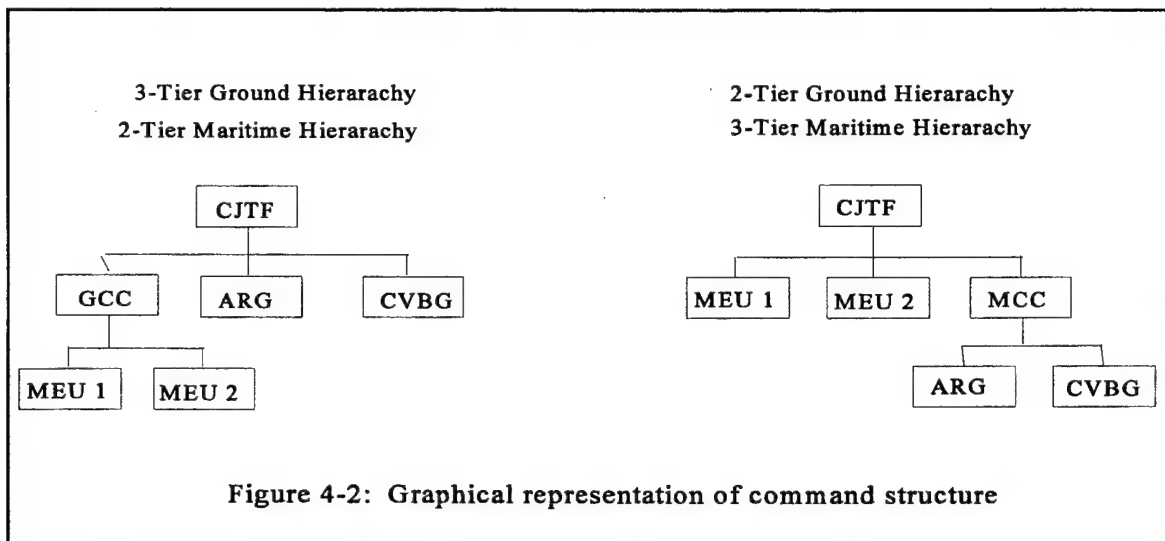 3-Tier Ground Hierarachy
2-Tier Maritime Hierarachy
CJTF
GCC
ARG
CVBG
MEU 1
MEU 2
2-Tier Ground Hierarachy
3-Tier Maritime Hierarachy
CJTF
MEU 1
MEU 2
MCC
ARG
CVBG
Figure 4-2: Graphical representation of command structure